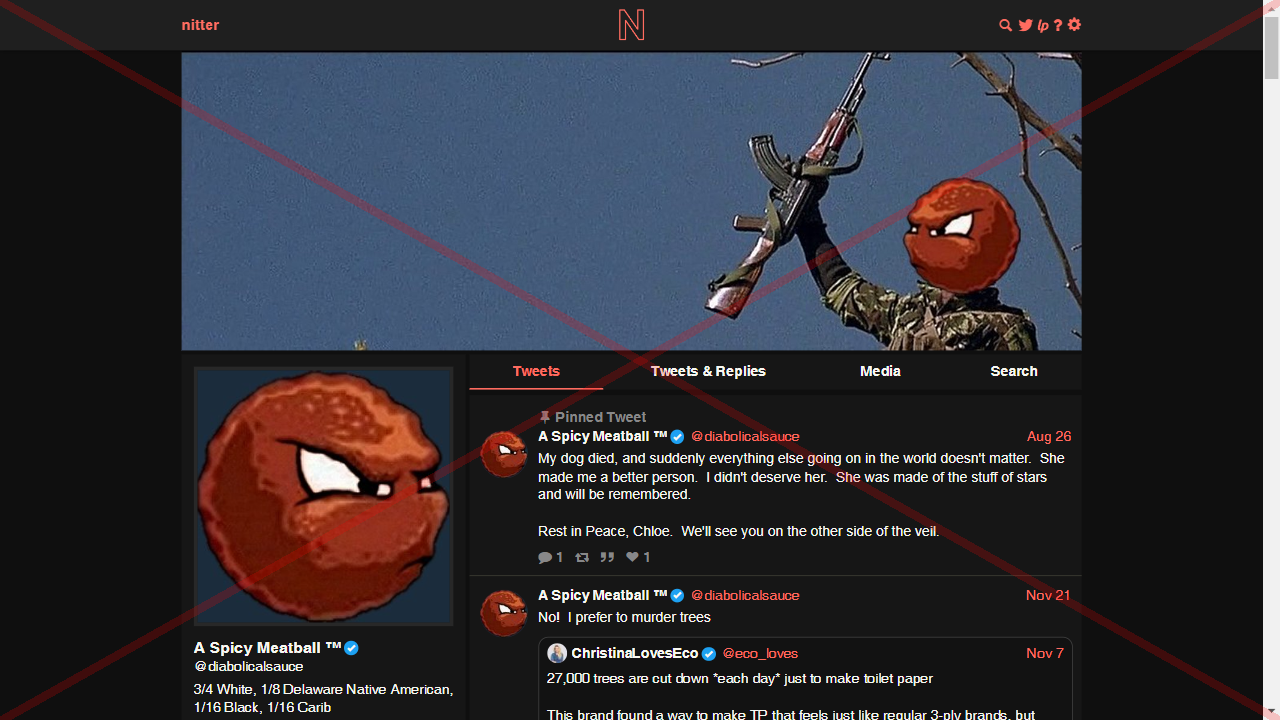 nitter
N
lp ?
Tweets
Tweets & Replies
Media
Search
Pinned Tweet
A Spicy Meatball ™ @diabolicalsauce Aug 26
My dog died, and suddenly everything else going on in the world doesn't matter. She
made me a better person. I didn't deserve her. She was made of the stuff of stars
and will be remembered.
Rest in Peace, Chloe. We'll see you on the other side of the veil.
1 1
A Spicy Meatball ™ @diabolicalsauce Nov 21
No! I prefer to murder trees
ChristinaLovesEco @eco_loves Nov 7
27,000 trees are cut down *each day* just to make toilet paper
This brand found a way to make TP that feels just like regular 3-ply brands, but
A Spicy Meatball ™
@diabolicalsauce
3/4 White, 1/8 Delaware Native American,
1/16 Black, 1/16 Carib